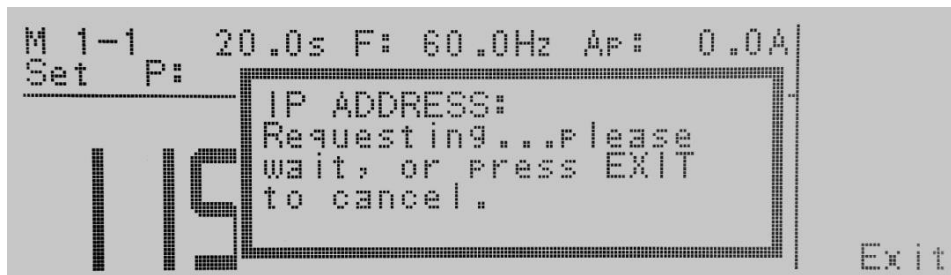 M 1-1 20.0s F: 60.0Hz Ap: 0.0A
Set P:
IP ADDRESS:
Requesting...please
wait, or press EXIT
to cancel.
115
Exit